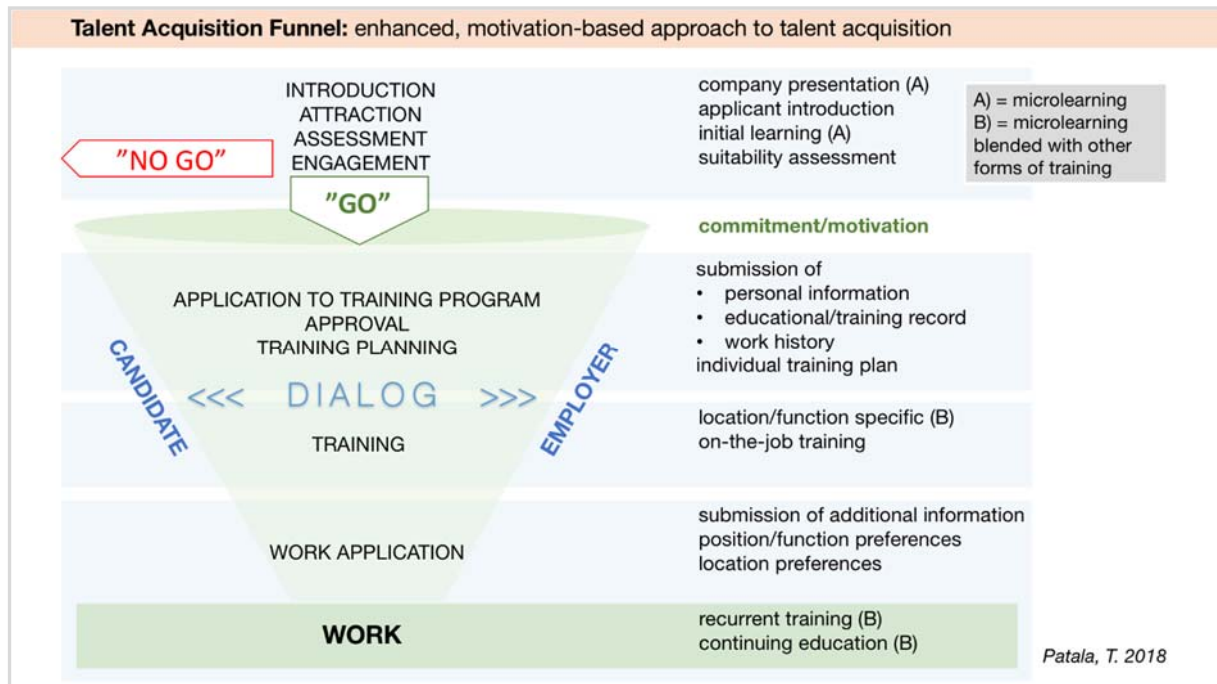 Talent Acquisition Funnel: enhanced, motivation-based approach to talent acquisition
INTRODUCTION
ATTRACTION
ASSESSMENT
ENGAGEMENT
"NO GO"
"GO"
company presentation (A)
applicant introduction
initial learning (A)
suitability assessment
A) = microlearning
B) = microlearning
blended with other
forms of training
commitment/motivation
APPLICATION TO TRAINING PROGRAM
APPROVAL
TRAINING PLANNING
submission of
• personal information
• educational/training record
• work history
individual training plan
CANDIDATE
<<< DIALOG >>>
EMPLOYER
TRAINING
location/function specific (B)
on-the-job training
WORK APPLICATION
submission of additional information
position/function preferences
location preferences
WORK
recurrent training (B)
continuing education (B)
Patala, T. 2018